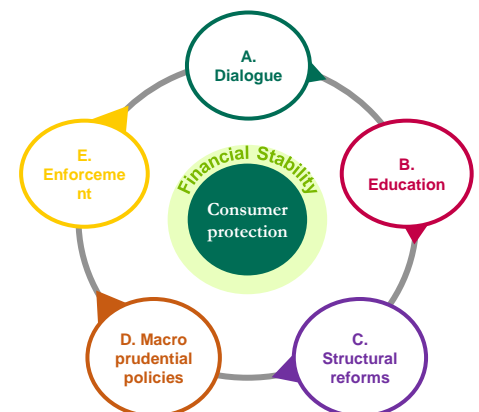 A.
Dialogue
B.
Education
C.
Structural
reforms
D. Macro
prudential
policies
E.
Enforceme
nt
Financial Stability
Consumer
protection